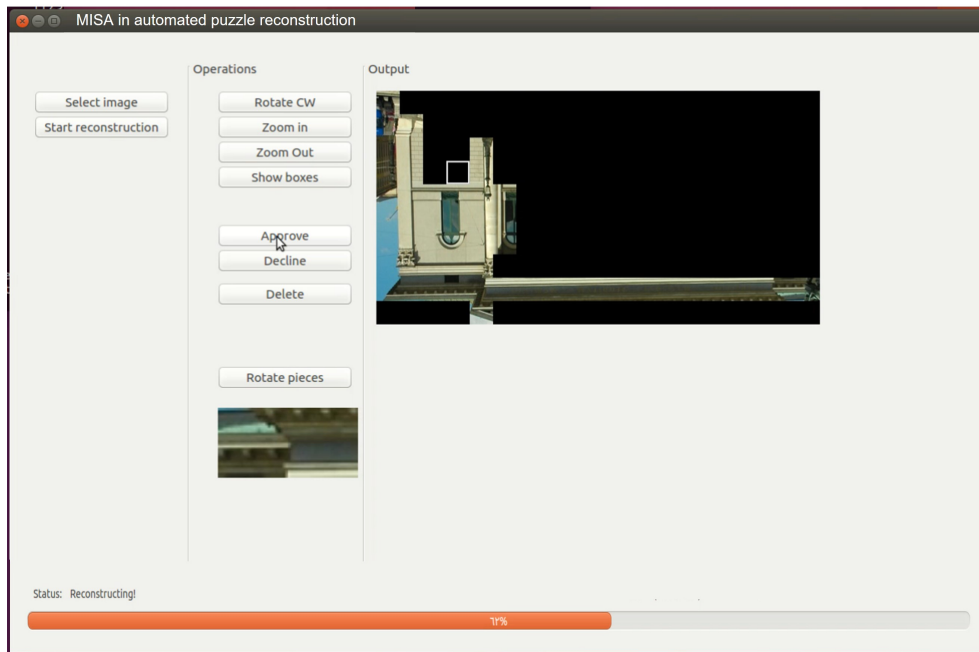 MISA in automated puzzle reconstruction
Operations
Output
Select image
Start reconstruction
Rotate CW
Zoom in
Zoom Out
Show boxes
Approve
Decline
Delete
Rotate pieces
Status: Reconstructing!
٦٢%